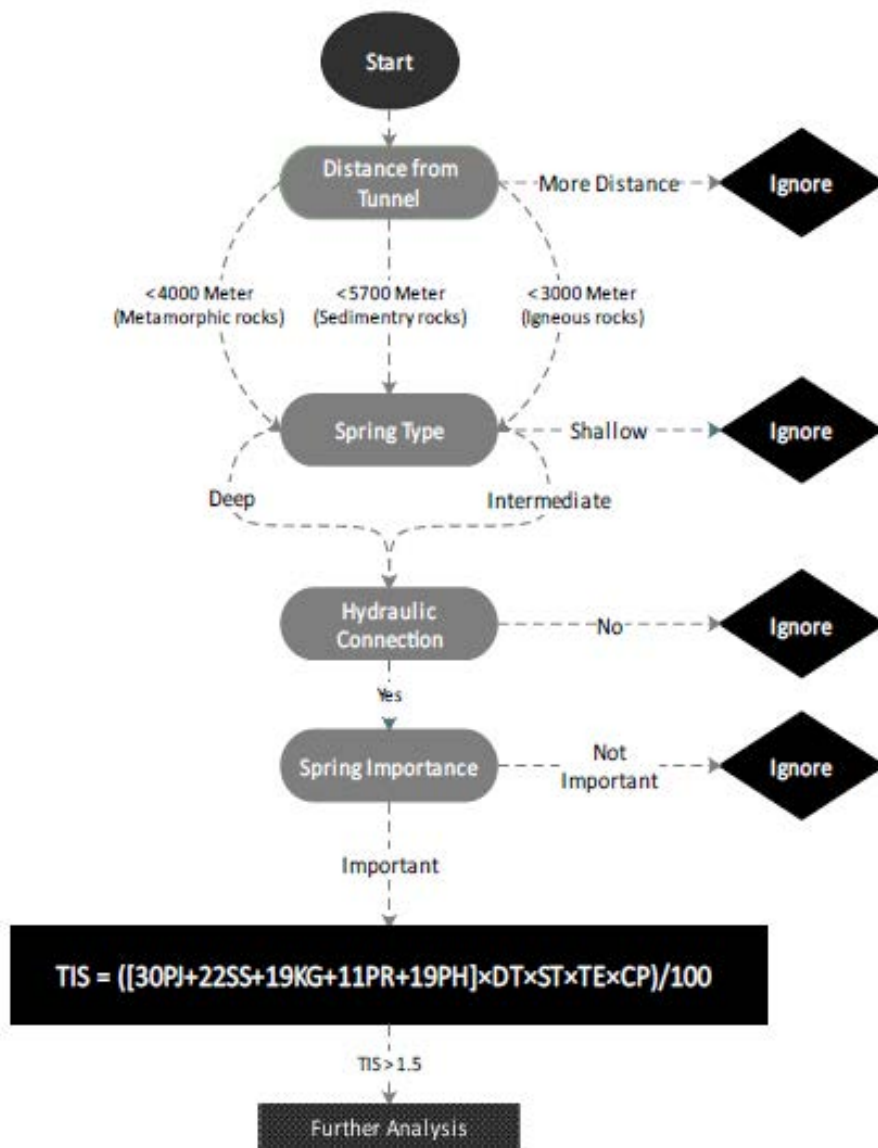 Start
Distance from
Tunnel
More Distance
Ignore
<4000 Meter
(Metamorphic rocks)
<5700 Meter
(Sedimentry rocks)
<3000 Meter
(Igneous rocks)
Spring Type
Shallow
Ignore
Deep
Intermediate
Hydraulic
Connection
No
Ignore
Yes
Spring Importance
Not
Important
Ignore
Important
TIS = ([30PJ+22SS+19KG+11PR+19PH]×DT×ST×TE×CP)/100
TIS>1.5
Further Analysis